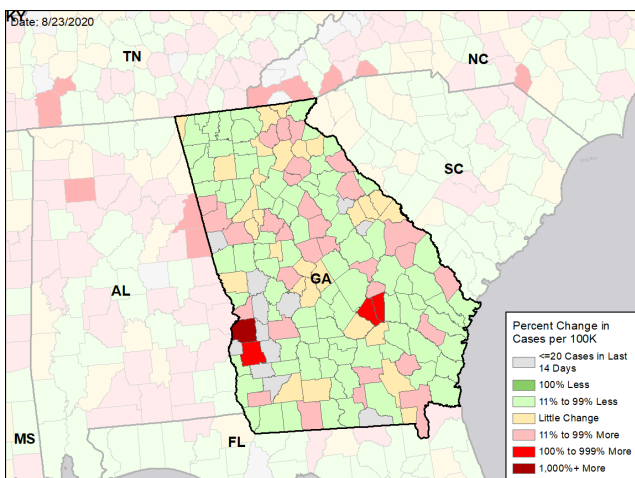 KY
Date: 8/23/2020
TN
NC
SC
GA
AL
MS
FL
Percent Change in
Cases per 100K
<=20 Cases in Last
14 Days
100% Less
11% to 99% Less
Little Change
11% to 99% More
100% to 999% More
1,000%+ More